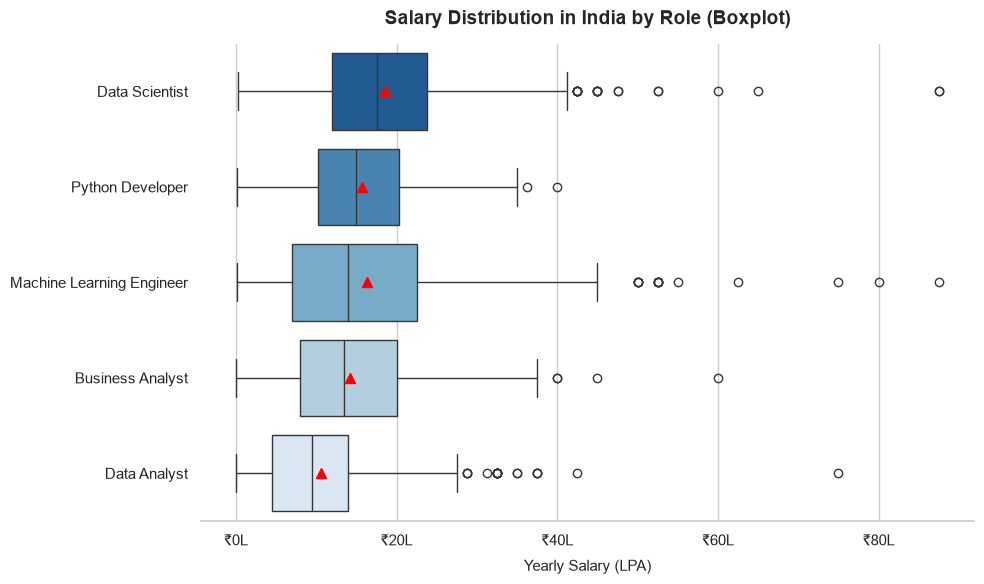 Salary Distribution in India by Role (Boxplot)
Data Scientist
Python Developer
Machine Learning Engineer
Business Analyst
Data Analyst
₹0L ₹20L ₹40L ₹60L ₹80L
Yearly Salary (LPA)